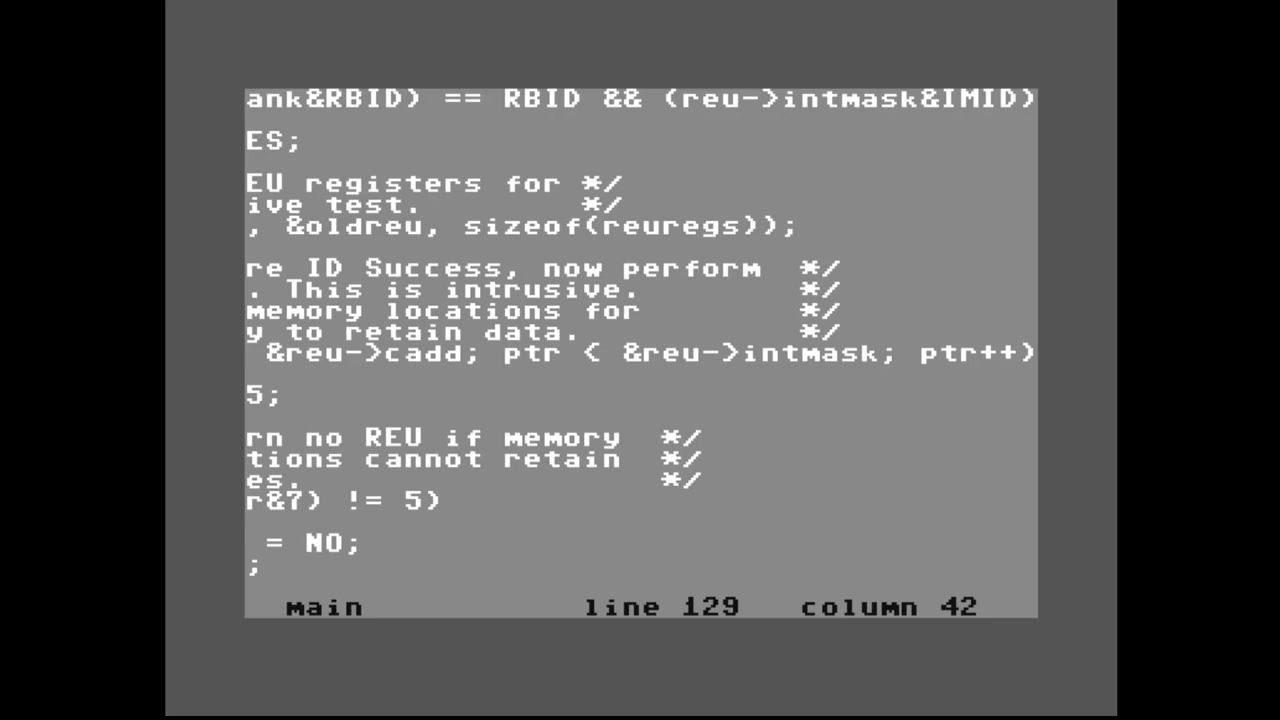 ank&RBID) == RBID && (reu->intmask&IMID)
ES;
EU registers for */
ive test.        */
, &oldreu, sizeof(reuregs));
re ID Success, now perform  */
. This is intrusive.        */
memory locations for        */
y to retain data.           */
 &reu->cadd; ptr < &reu->intmask; ptr++)
5;
rn no REU if memory  */
tions cannot retain  */
es.                  */
r&7) != 5)
 = NO;
;
main           line 129   column 42